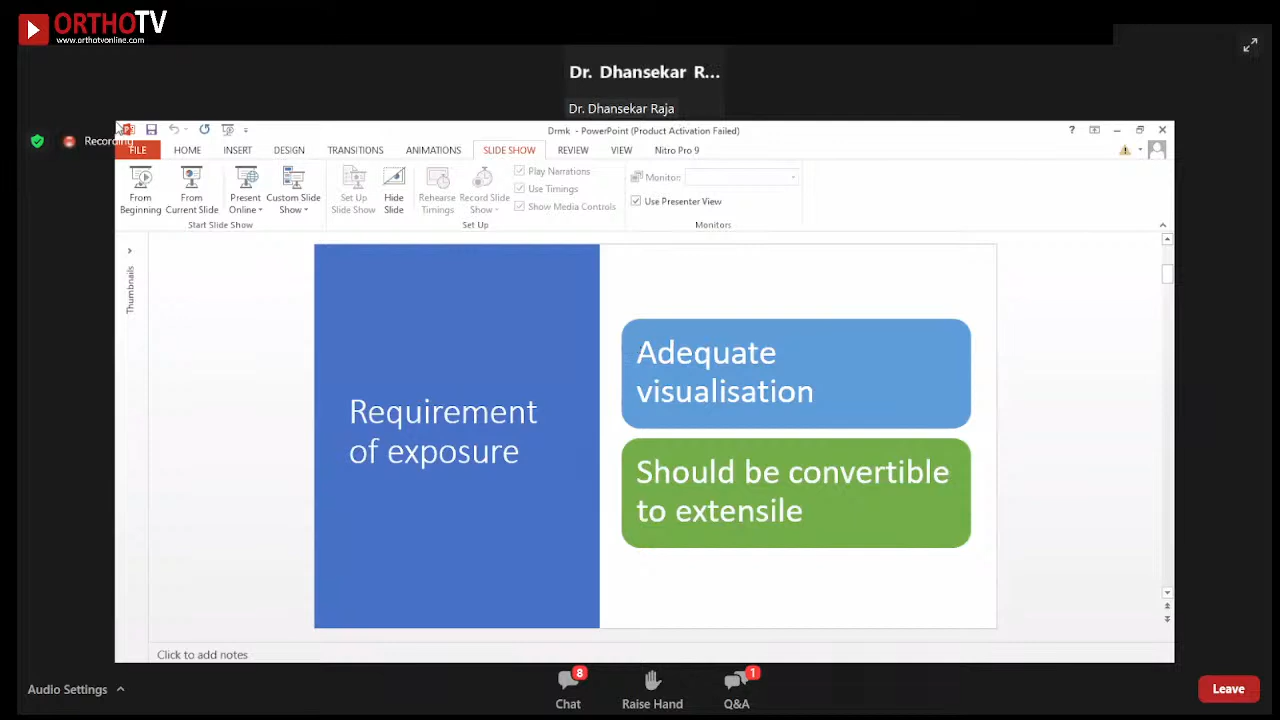 ORTHOTV
www.orthotvonline.com
Dr. Dhansekar R...
Dr. Dhansekar Raja
Recording
Drmk - PowerPoint (Product Activation Failed)
FILE HOME INSERT DESIGN TRANSITIONS ANIMATIONS SLIDE SHOW REVIEW VIEW Nitro Pro 9
From Beginning
From Current Slide
Present Online
Custom Slide Show
Start Slide Show
Set Up Slide Show
Hide Slide
Rehearse Timings
Record Slide Show
Play Narrations
Use Timings
Show Media Controls
Set Up
Monitor:
Use Presenter View
Monitors
Thumbnails
Requirement
of exposure
Adequate
visualisation
Should be convertible
to extensile
Click to add notes
Audio Settings
8
Chat
Raise Hand
1
Q&A
Leave